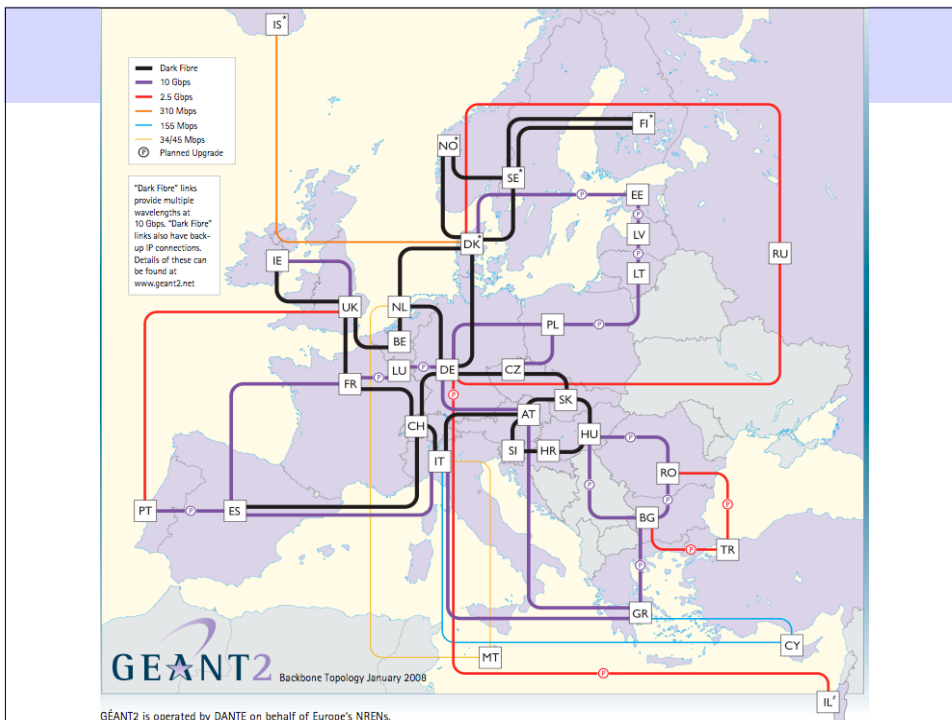 IS*
Dark Fibre
10 Gbps
2.5 Gbps
310 Mbps
155 Mbps
34/45 Mbps
P Planned Upgrade
"Dark Fibre" links
provide multiple
wavelengths at
10 Gbps. "Dark Fibre"
links also have back-
up IP connections.
Details of these can
be found at
www.geant2.net
FI*
NO*
SE*
P
EE
P
LV
DK*
P
RU
IE
LT
UK
NL
PL
P
BE
LU
P
DE
CZ
FR
P
P
SK
AT
CH
HU
P
IT
SI
HR
RO
P
P
PT
P
ES
BG
P
TR
P
GR
CY
MT
P
IL*
GEANT2
Backbone Topology January 2008
GÉANT2 is operated by DANTE on behalf of Europe's NRENs.